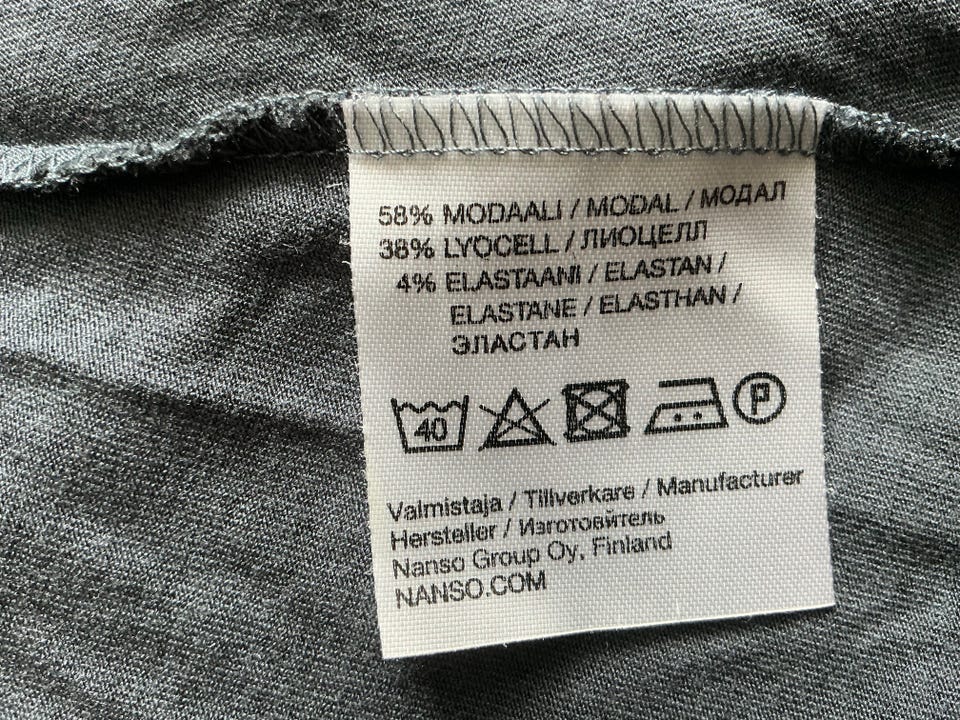 58% MODAALI / MODAL / МОДАЛ
38% LYOCELL / ЛИОЦЕЛЛ
4% ELASTAANI / ELASTAN /
ELASTANE / ELASTHAN /
ЭЛАСТАН
40 P
Valmistaja / Tillverkare / Manufacturer
Hersteller / Изготовитель
Nanso Group Oy, Finland
NANSO.COM